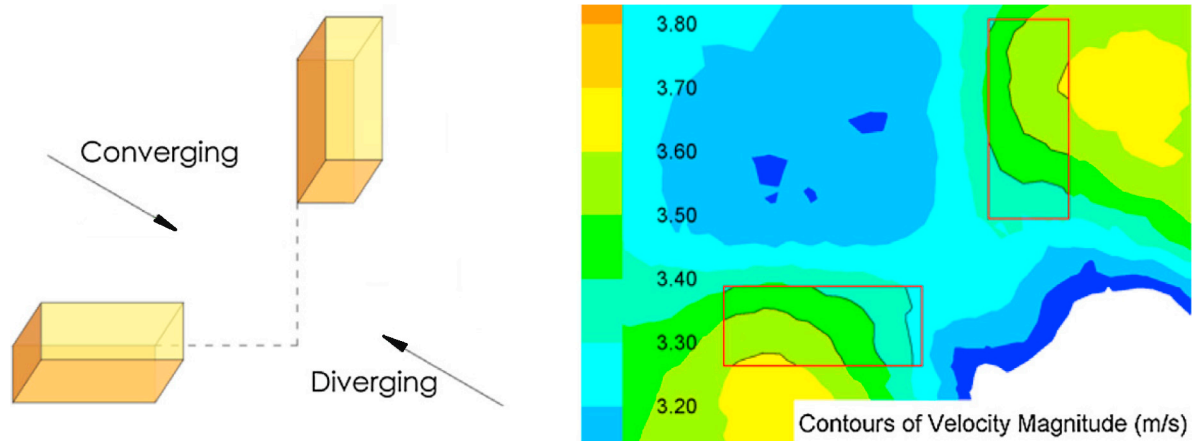 Converging
Diverging
3.80
3.70
3.60
3.50
3.40
3.30
3.20
Contours of Velocity Magnitude (m/s)